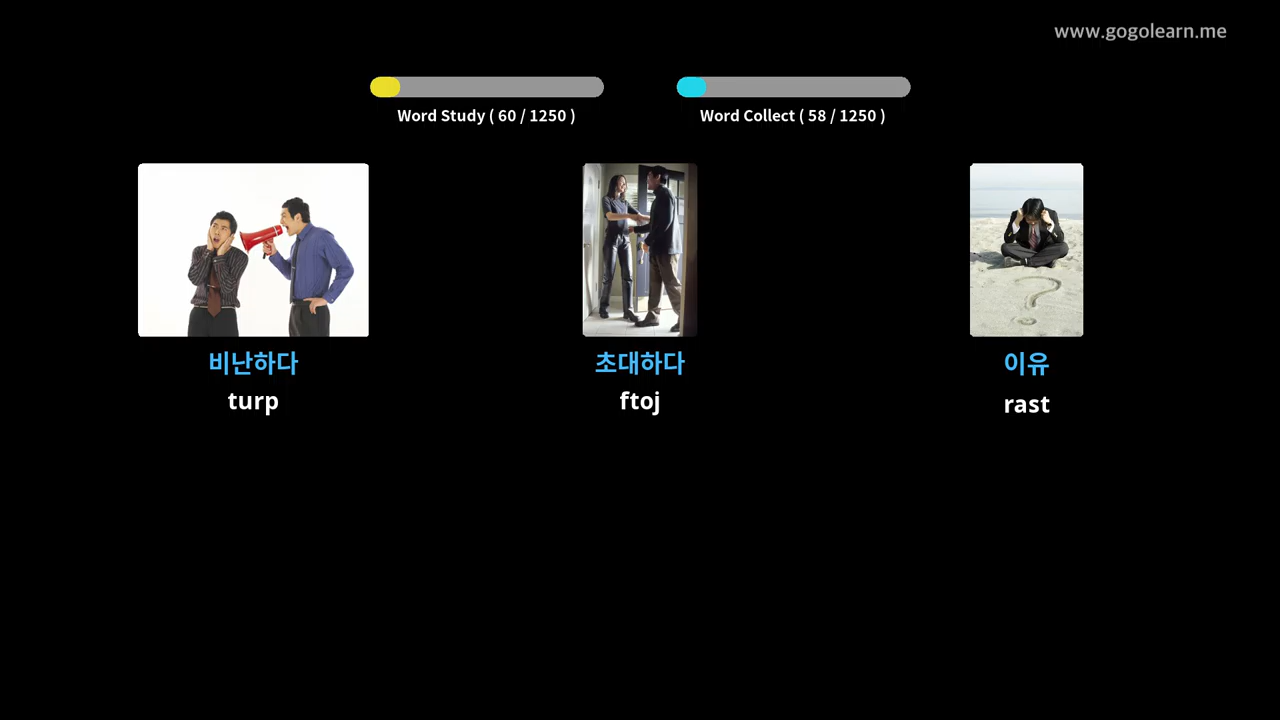 www.gogolearn.me
Word Study ( 60 / 1250 )
Word Collect ( 58 / 1250 )
비난하다
초대하다
이유
turp
ftoj
rast